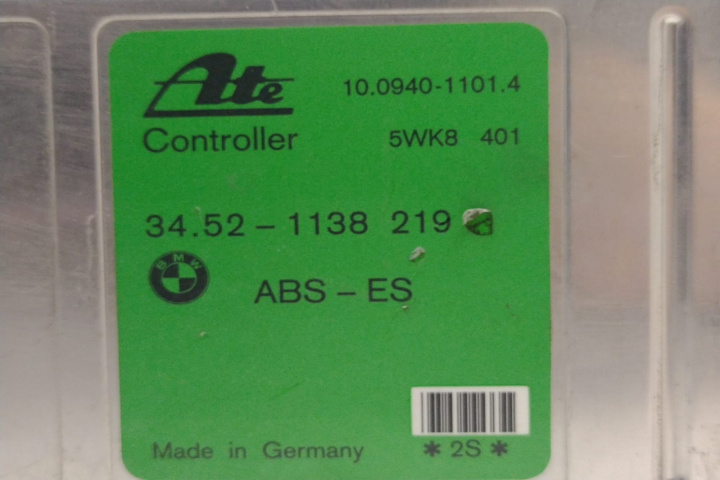 Ate
10.0940-1101.4
Controller
5WK8 401
34.52 - 1138 219
BMW
ABS - ES
Made in Germany
* 2S *